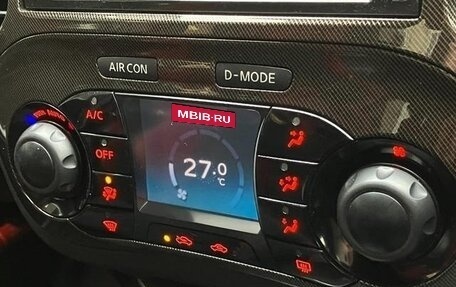 AIR CON
D-MODE
MBIB-RU
A/C
OFF
27.0
°C